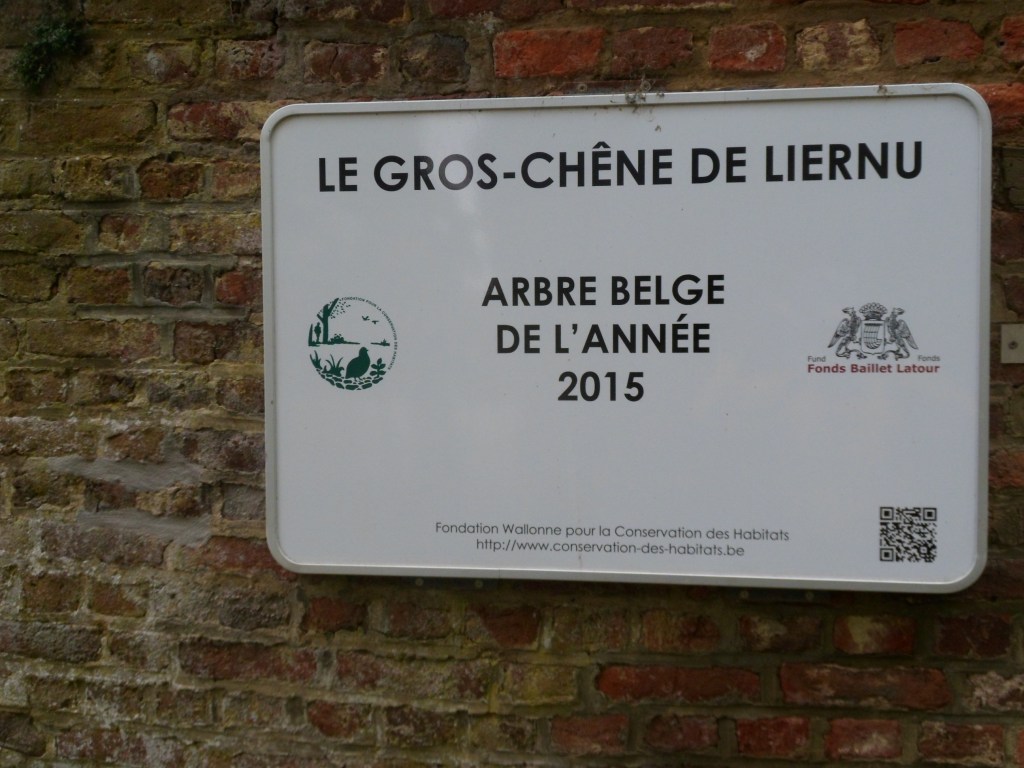 LE GROS-CHÊNE DE LIERNU
ARBRE BELGE
DE L'ANNÉE
2015
Fund Fonds
Fonds Baillet Latour
Fondation Wallonne pour la Conservation des Habitats
http://www.conservation-des-habitats.be